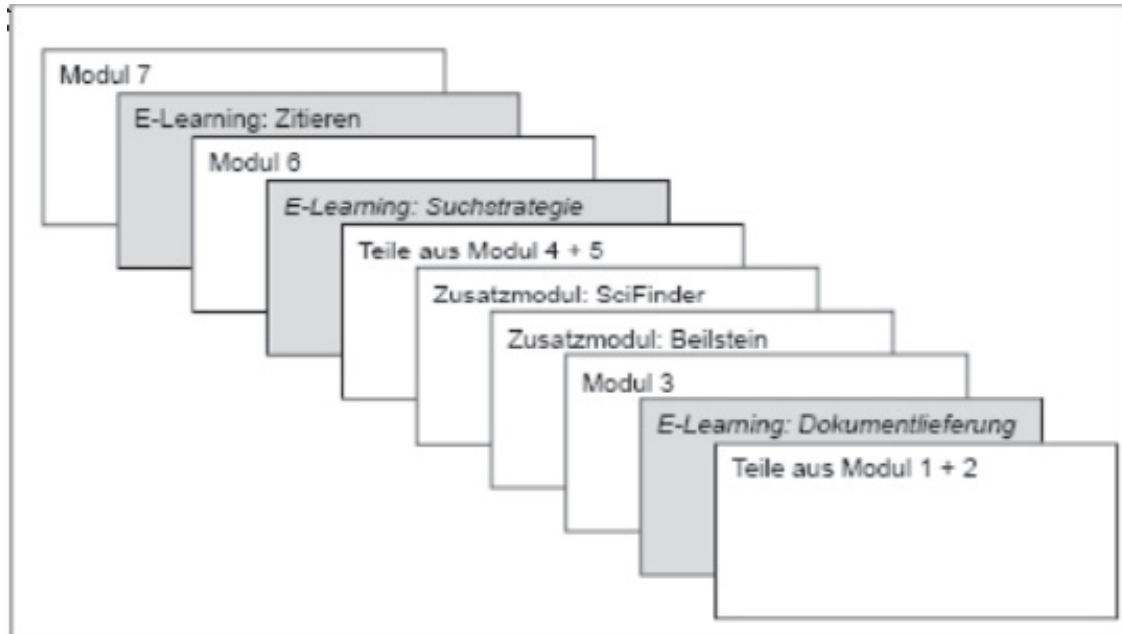 Modul 7
E-Learning: Zitieren
Modul 6
E-Learning: Suchstrategie
Teile aus Modul 4 + 5
Zusatzmodul: SciFinder
Zusatzmodul: Beilstein
Modul 3
E-Learning: Dokumentlieferung
Teile aus Modul 1 + 2